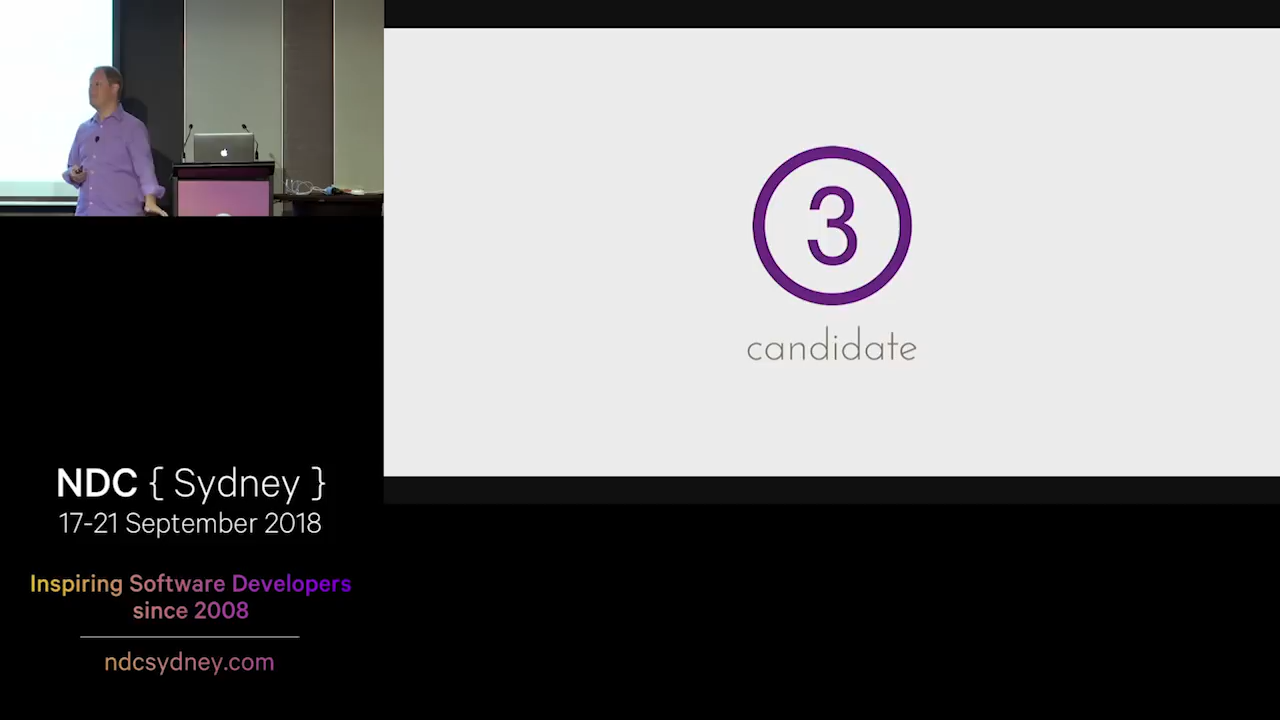 3
candidate
NDC { Sydney }
17-21 September 2018
Inspiring Software Developers
since 2008
ndcsydney.com